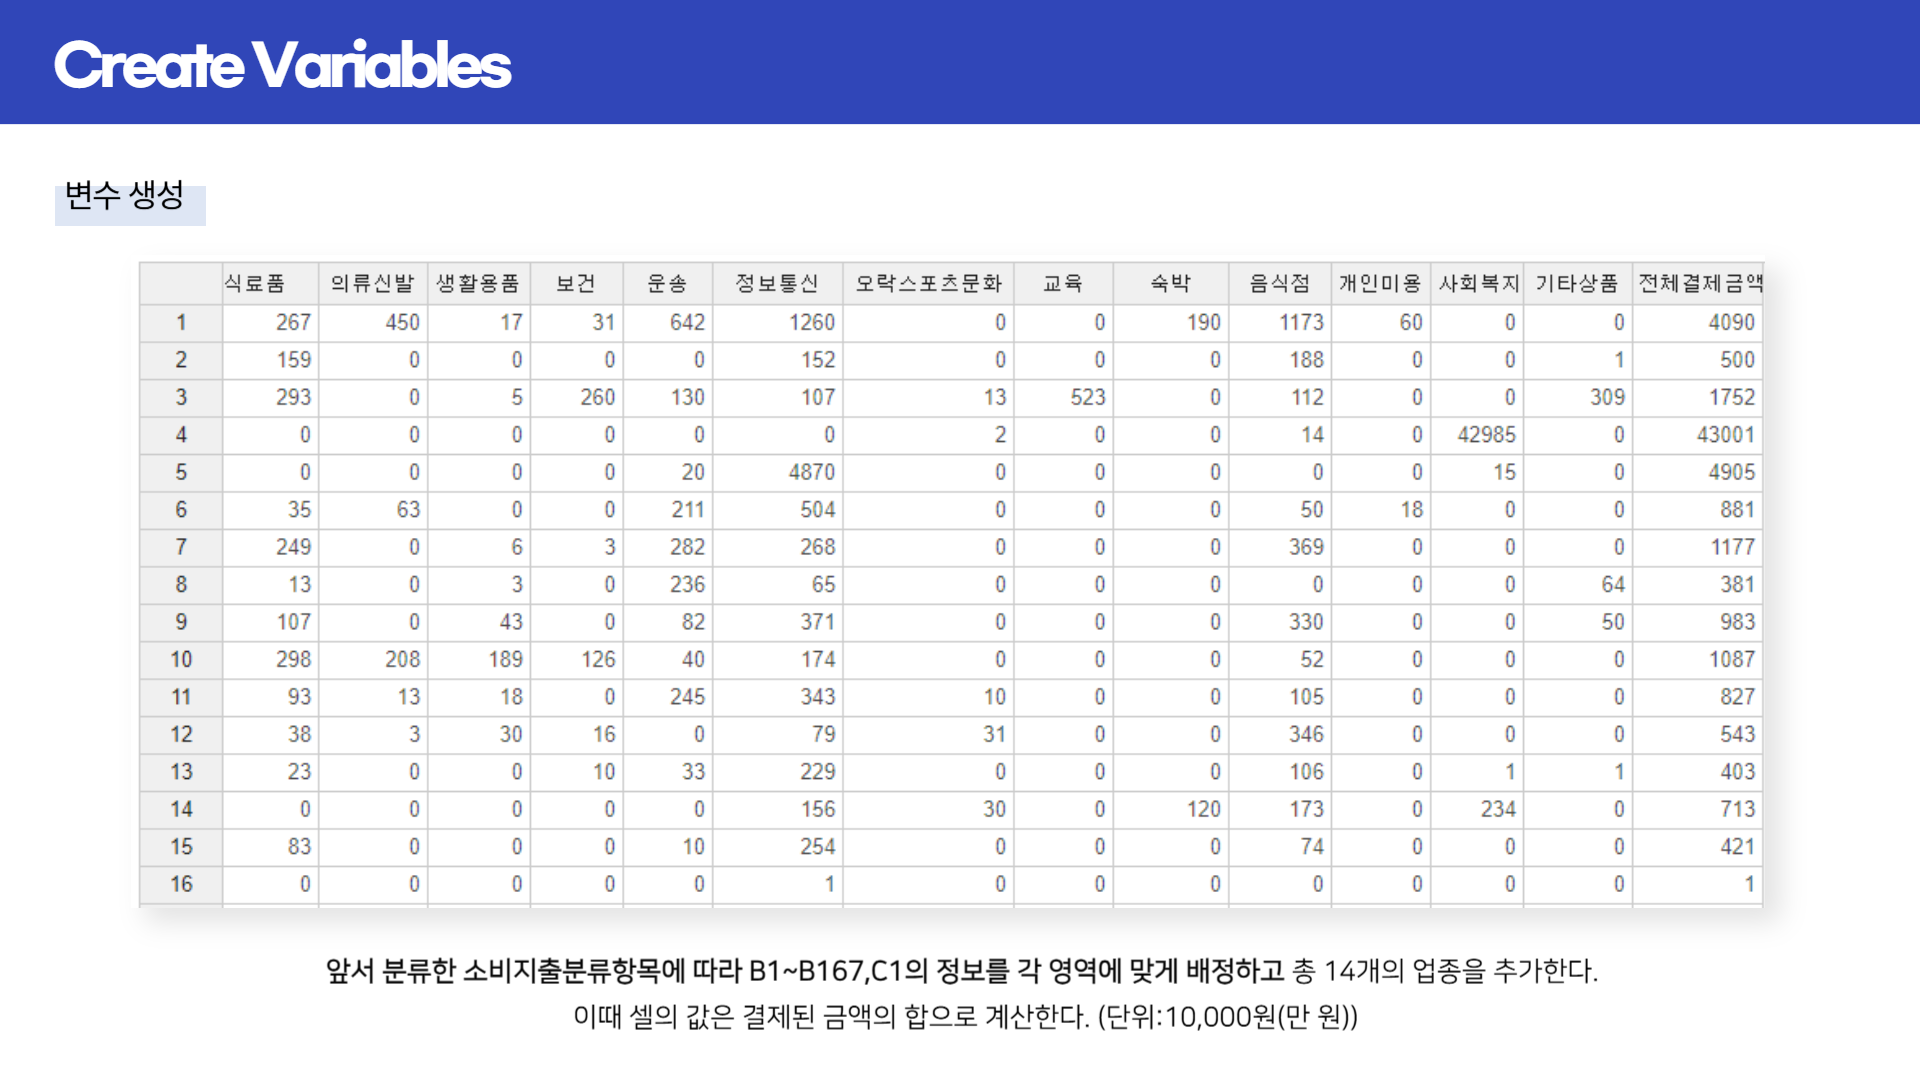 Create Variables
변수 생성
식료품 의류신발 생활용품 보건 운송 정보통신 오락스포츠문화 교육 숙박 음식점 개인미용 사회복지 기타상품 전체결제금액
1 267 450 17 31 642 1260 0 0 190 1173 60 0 0 4090
2 159 0 0 0 0 152 0 0 0 188 0 0 1 500
3 293 0 5 260 130 107 13 523 0 112 0 0 309 1752
4 0 0 0 0 0 0 2 0 0 14 0 42985 0 43001
5 0 0 0 0 20 4870 0 0 0 0 0 15 0 4905
6 35 63 0 0 211 504 0 0 0 50 18 0 0 881
7 249 0 6 3 282 268 0 0 0 369 0 0 0 1177
8 13 0 3 0 236 65 0 0 0 0 0 0 64 381
9 107 0 43 0 82 371 0 0 0 330 0 0 50 983
10 298 208 189 126 40 174 0 0 0 52 0 0 0 1087
11 93 13 18 0 245 343 10 0 0 105 0 0 0 827
12 38 3 30 16 0 79 31 0 0 346 0 0 0 543
13 23 0 0 10 33 229 0 0 0 106 0 1 1 403
14 0 0 0 0 0 156 30 0 120 173 0 234 0 713
15 83 0 0 0 10 254 0 0 0 74 0 0 0 421
16 0 0 0 0 0 1 0 0 0 0 0 0 0 1
앞서 분류한 소비지출분류항목에 따라 B1~B167,C1의 정보를 각 영역에 맞게 배정하고 총 14개의 업종을 추가한다.
이때 셀의 값은 결제된 금액의 합으로 계산한다. (단위:10,000원(만 원))